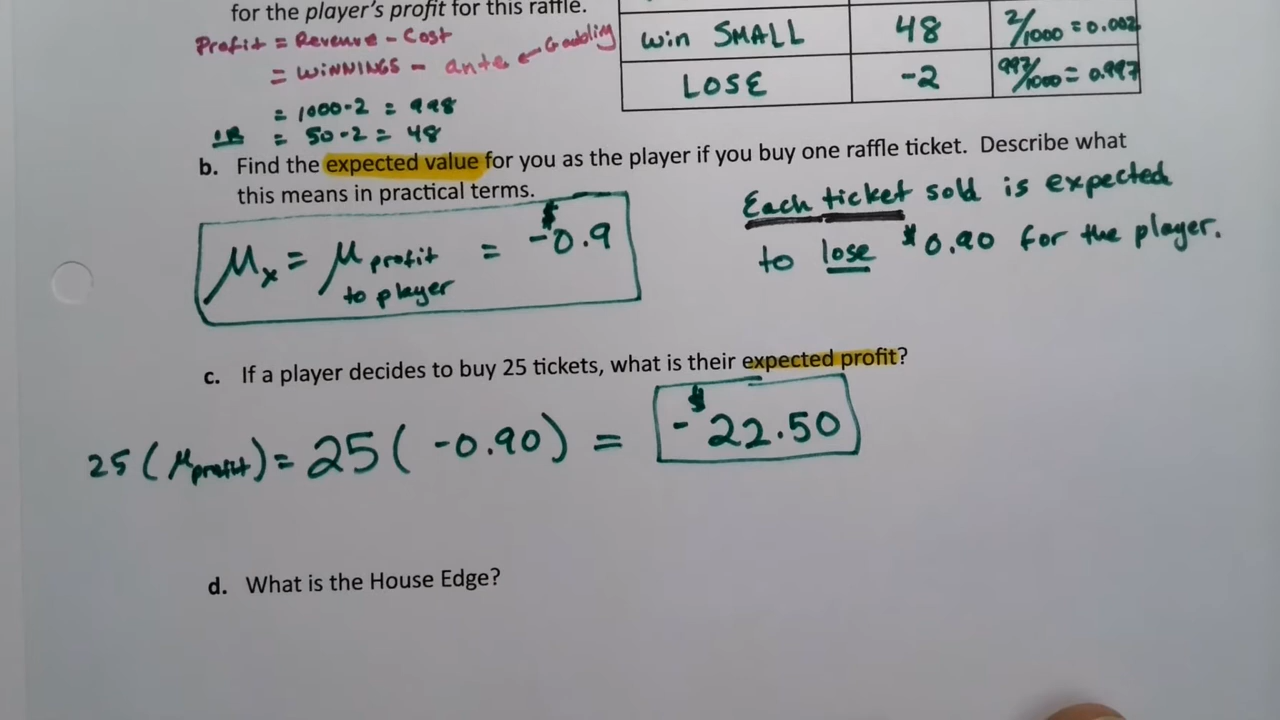 for the player's profit for this raffle.
Profit = Revenue - Cost
= WINNINGS - ante ← Gambling
= 1000-2 = 998
OR = 50-2 = 48
win SMALL 48 2/1000 = 0.002
LOSE -2 997/1000 = 0.997
b. Find the expected value for you as the player if you buy one raffle ticket. Describe what
this means in practical terms.
μx = μ profit to player = -$0.9
Each ticket sold is expected
to lose $0.90 for the player.
c. If a player decides to buy 25 tickets, what is their expected profit?
25 (μprofit) = 25 ( -0.90) = -$22.50
d. What is the House Edge?